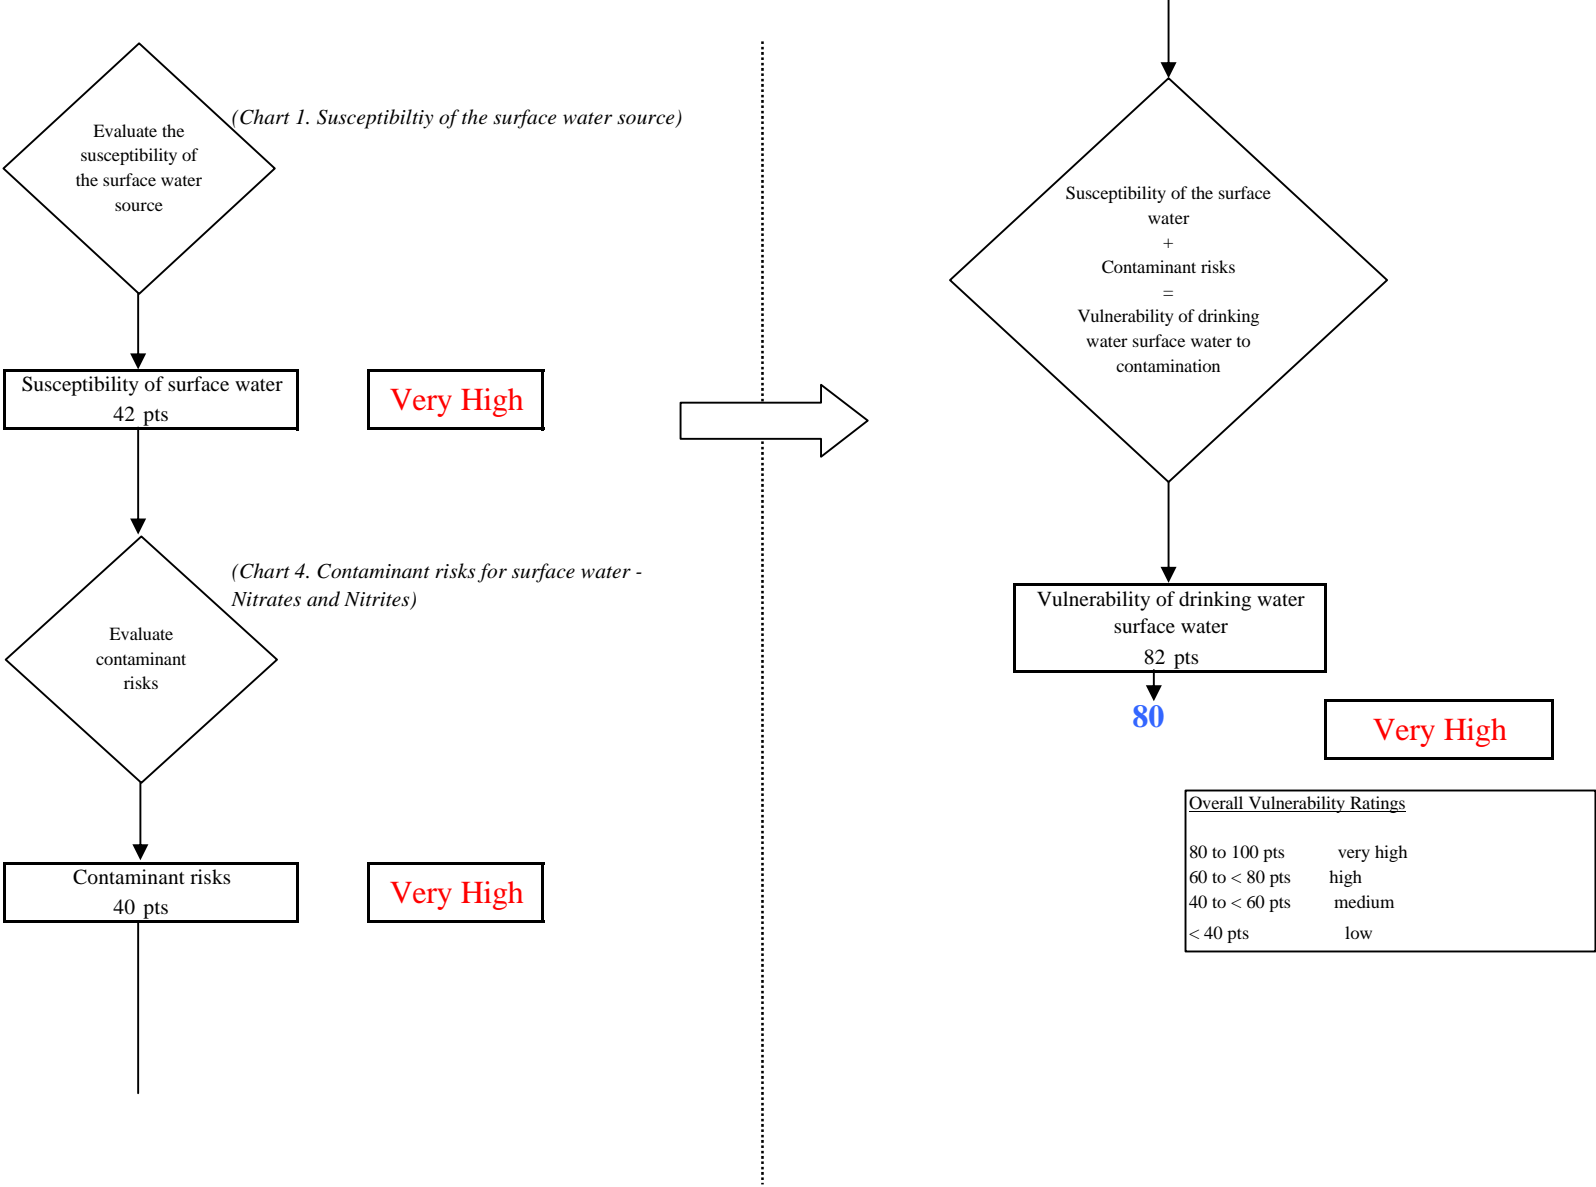 Evaluate the
susceptibility of
the surface water
source
(Chart 1. Susceptibiltiy of the surface water source)
Susceptibility of surface water
42 pts
Very High
(Chart 4. Contaminant risks for surface water -
Nitrates and Nitrites)
Evaluate
contaminant
risks
Contaminant risks
40 pts
Very High
Susceptibility of the surface
water
+
Contaminant risks
=
Vulnerability of drinking
water surface water to
contamination
Vulnerability of drinking water
surface water
82 pts
80
Very High
Overall Vulnerability Ratings
80 to 100 pts very high
60 to < 80 pts high
40 to < 60 pts medium
< 40 pts low